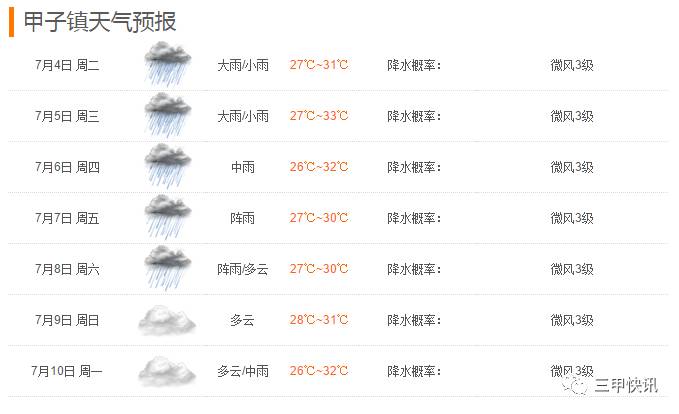 甲子镇天气预报
7月4日 周二 大雨/小雨 27℃~31℃ 降水概率： 微风3级
7月5日 周三 大雨/小雨 27℃~33℃ 降水概率： 微风3级
7月6日 周四 中雨 26℃~32℃ 降水概率： 微风3级
7月7日 周五 阵雨 27℃~30℃ 降水概率： 微风3级
7月8日 周六 阵雨/多云 27℃~30℃ 降水概率： 微风3级
7月9日 周日 多云 28℃~31℃ 降水概率： 微风3级
7月10日 周一 多云/中雨 26℃~32℃ 降水概率： 微风3级
三甲快讯